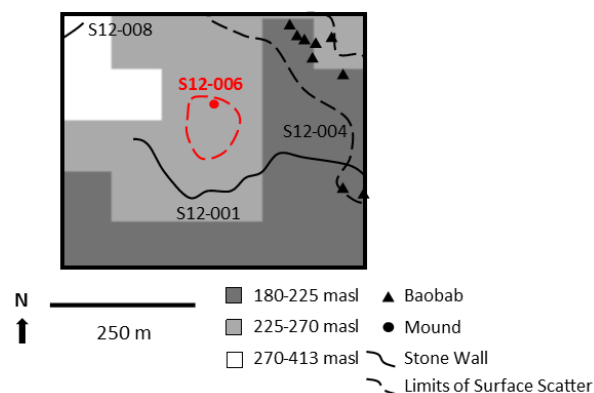 S12-008
S12-006
S12-004
S12-001
N
250 m
180-225 masl
Baobab
225-270 masl
Mound
270-413 masl
Stone Wall
Limits of Surface Scatter